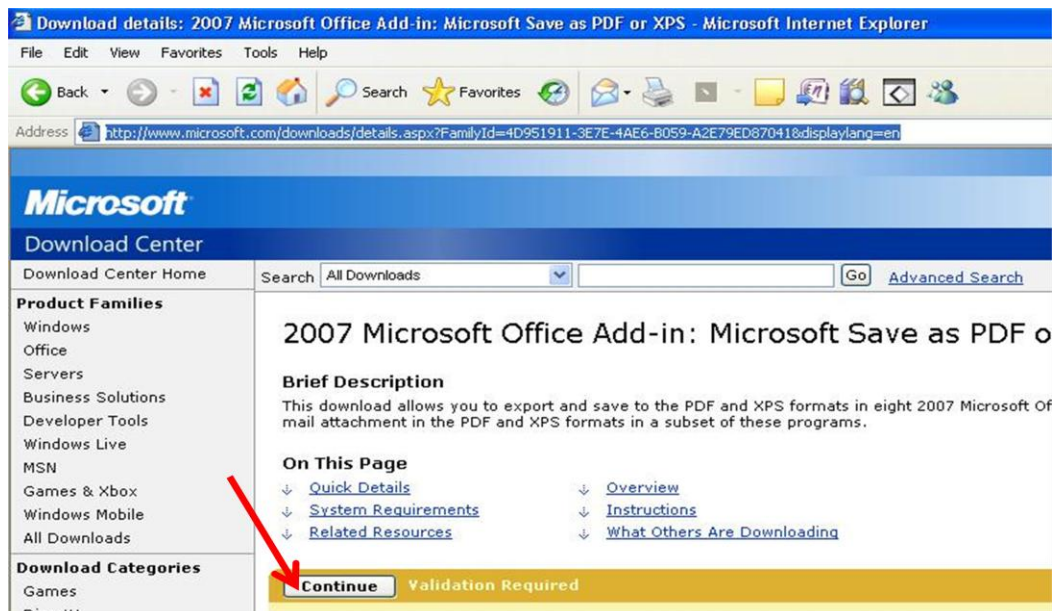 Download details: 2007 Microsoft Office Add-in: Microsoft Save as PDF or XPS - Microsoft Internet Explorer
File Edit View Favorites Tools Help
Back Search Favorites
Address http://www.microsoft.com/downloads/details.aspx?FamilyId=4D951911-3E7E-4AE6-B059-A2E79ED87041&displaylang=en
Microsoft
Download Center
Download Center Home
Search All Downloads Go Advanced Search
Product Families
Windows
Office
Servers
Business Solutions
Developer Tools
Windows Live
MSN
Games & Xbox
Windows Mobile
All Downloads
Download Categories
Games
2007 Microsoft Office Add-in: Microsoft Save as PDF o
Brief Description
This download allows you to export and save to the PDF and XPS formats in eight 2007 Microsoft Of
mail attachment in the PDF and XPS formats in a subset of these programs.
On This Page
Quick Details Overview
System Requirements Instructions
Related Resources What Others Are Downloading
Continue Validation Required